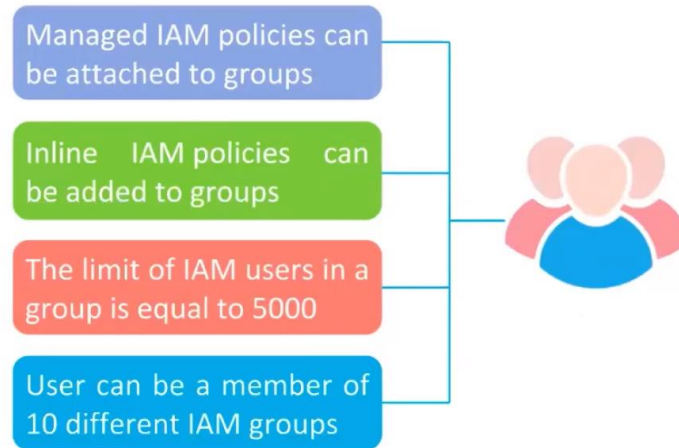 Managed IAM policies can
be attached to groups
Inline IAM policies can
be added to groups
The limit of IAM users in a
group is equal to 5000
User can be a member of
10 different IAM groups